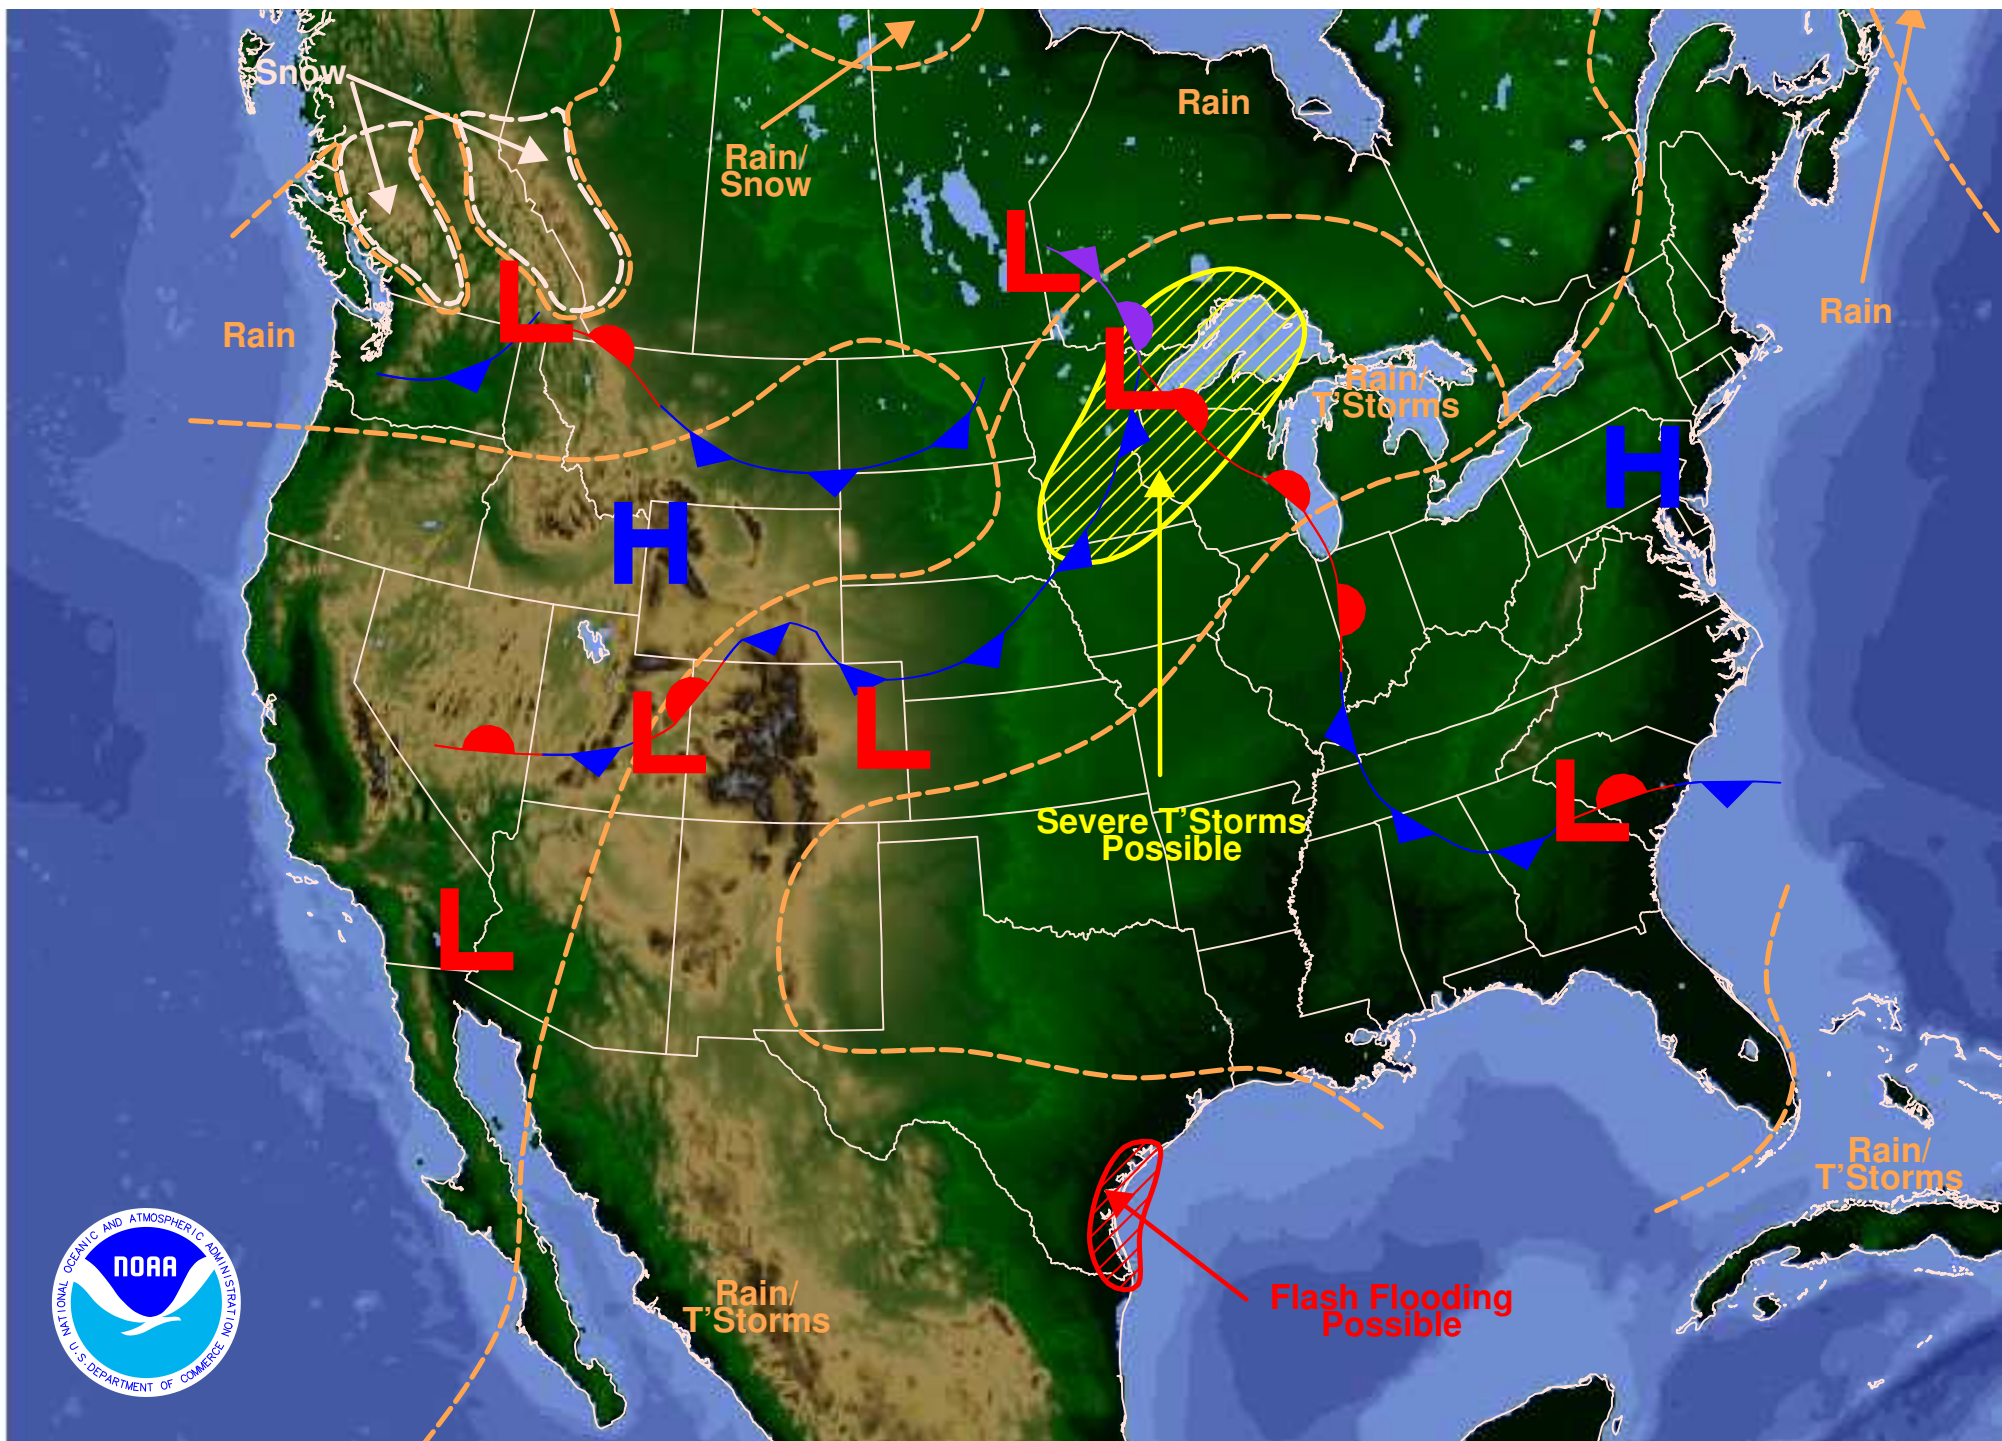 Snow
Rain
Rain/
Snow
L
L
Rain
Rain
L
Rain/
T'Storms
H
H
L
L
L
Severe T'Storms
Possible
L
Rain/
T'Storms
Flash Flooding
Possible
Rain/
T'Storms
NATIONAL OCEANIC AND ATMOSPHERIC ADMINISTRATION
NOAA
U.S. DEPARTMENT OF COMMERCE